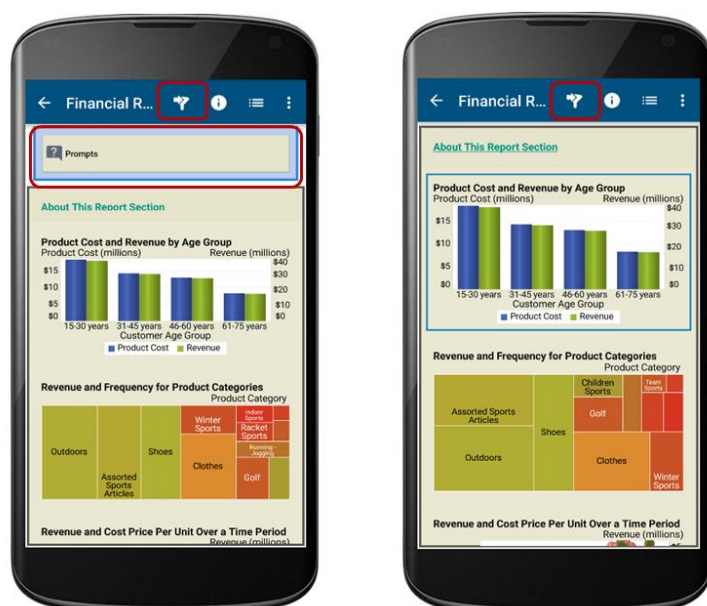 Financial R...
Prompts
About This Report Section
Product Cost and Revenue by Age Group
Product Cost (millions) Revenue (millions)
$15 $40
$10 $30
$5 $20
$0 $10
$0
15-30 years 31-45 years 46-60 years 61-75 years
Customer Age Group
Product Cost Revenue
Revenue and Frequency for Product Categories
Product Category
Outdoors
Assorted Sports Articles
Shoes
Winter Sports
Clothes
Indoor Sports
Racket Sports
Running - Jogging
Golf
Revenue and Cost Price Per Unit Over a Time Period
Revenue (millions)
Financial R...
About This Report Section
Product Cost and Revenue by Age Group
Product Cost (millions) Revenue (millions)
$15 $40
$10 $30
$5 $20
$0 $10
$0
15-30 years 31-45 years 46-60 years 61-75 years
Customer Age Group
Product Cost Revenue
Revenue and Frequency for Product Categories
Product Category
Assorted Sports Articles
Outdoors
Shoes
Children Sports
Golf
Team Sports
Clothes
Winter Sports
Revenue and Cost Price Per Unit Over a Time Period
Revenue (millions)